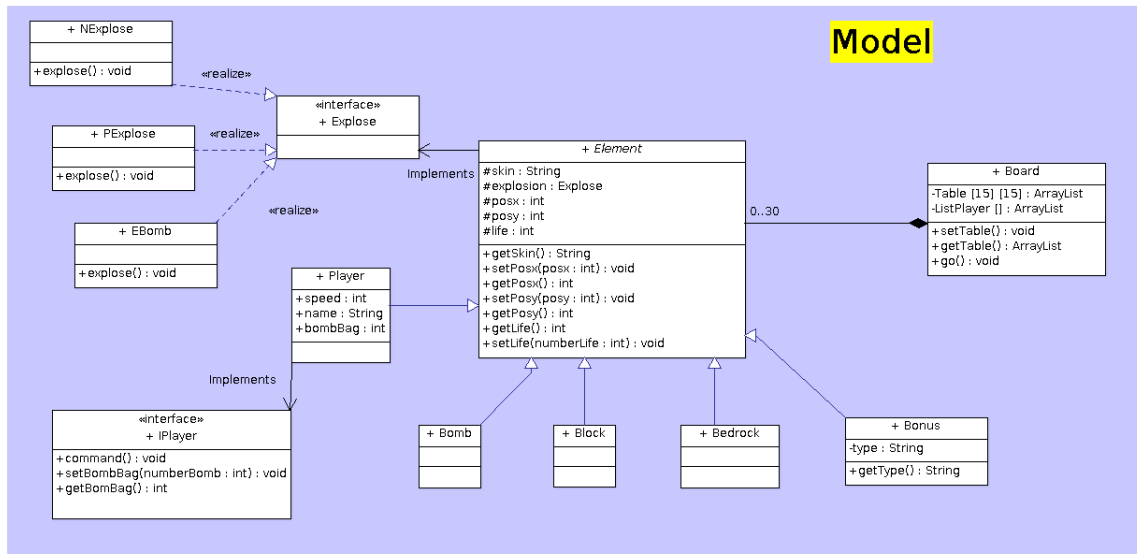 Model
+ NExplose
+explose() : void
«realize»
«interface»
+ Explose
+ PExplose
+explose() : void
«realize»
«realize»
+ EBomb
+explose() : void
Implements
+ Element
#skin : String
#explosion : Explose
#posx : int
#posy : int
#life : int
+getSkin() : String
+setPosx(posx : int) : void
+getPosx() : int
+setPosy(posy : int) : void
+getPosy() : int
+getLife() : int
+setLife(numberLife : int) : void
0..30
+ Board
-Table [15] [15] : ArrayList
-ListPlayer [] : ArrayList
+setTable() : void
+getTable() : ArrayList
+go() : void
+ Player
+speed : int
+name : String
+bombBag : int
Implements
«interface»
+ IPlayer
+command() : void
+setBombBag(numberBomb : int) : void
+getBomBag() : int
+ Bomb
+ Block
+ Bedrock
+ Bonus
-type : String
+getType() : String